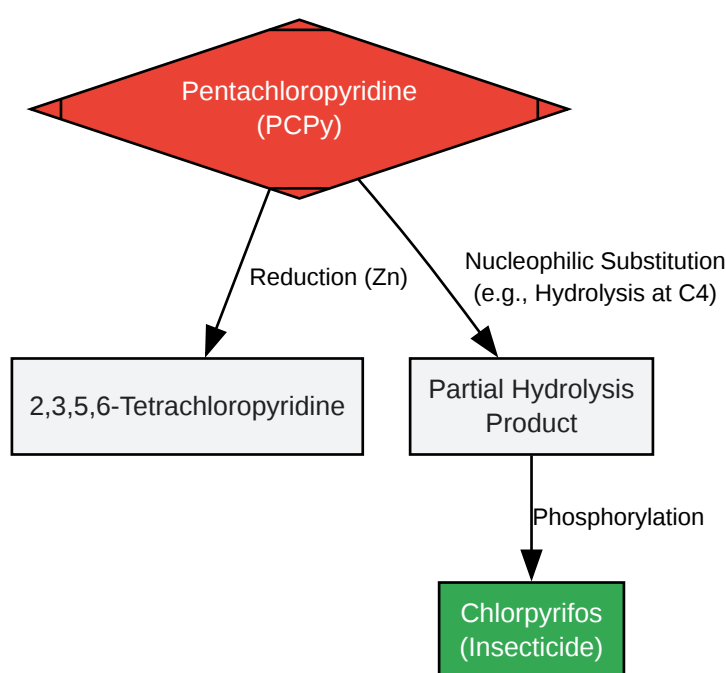 Pentachloropyridine
(PCPy)
Reduction (Zn)
Nucleophilic Substitution
(e.g., Hydrolysis at C4)
2,3,5,6-Tetrachloropyridine
Partial Hydrolysis
Product
Phosphorylation
Chlorpyrifos
(Insecticide)